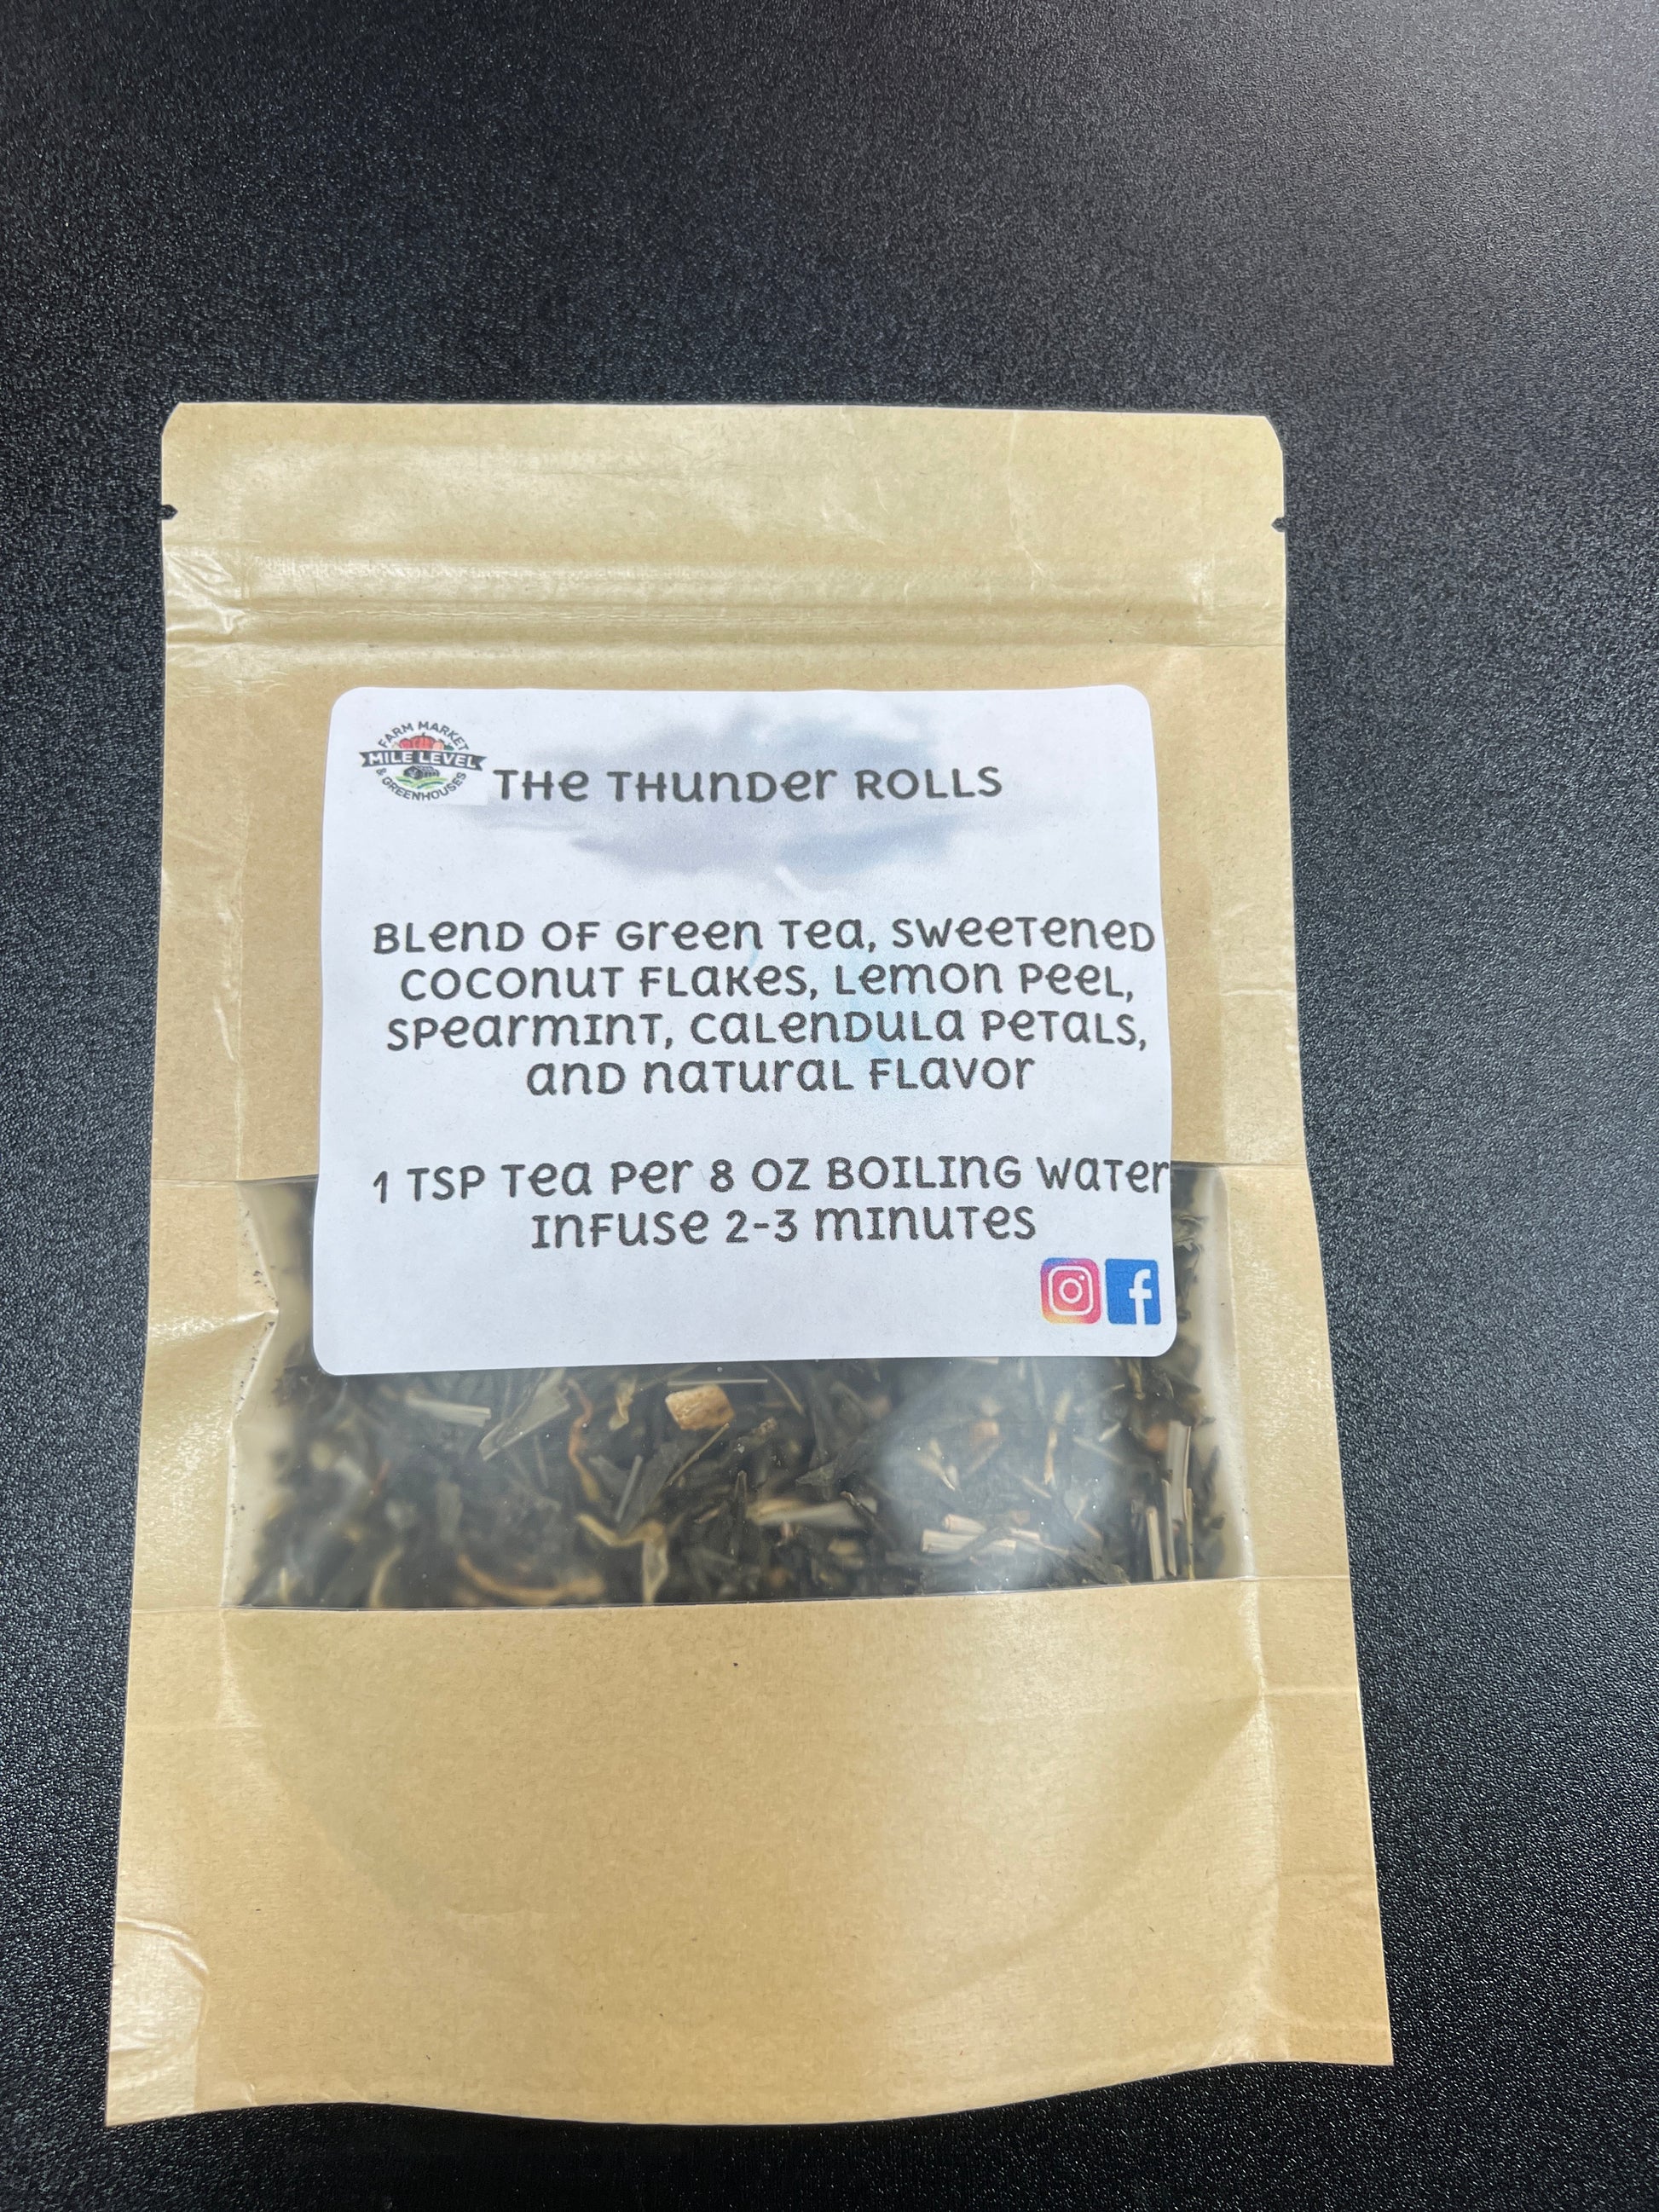 FARM MARKET
MILE LEVEL
& GREENHOUSES
THE THUNDER ROLLS
BLEND OF GREEN TEA, SWEETENED
COCONUT FLAKES, LEMON PEEL,
SPEARMINT, CALENDULA PETALS,
AND NATURAL FLAVOR
1 TSP TEA PER 8 OZ BOILING WATER
INFUSE 2-3 MINUTES
f